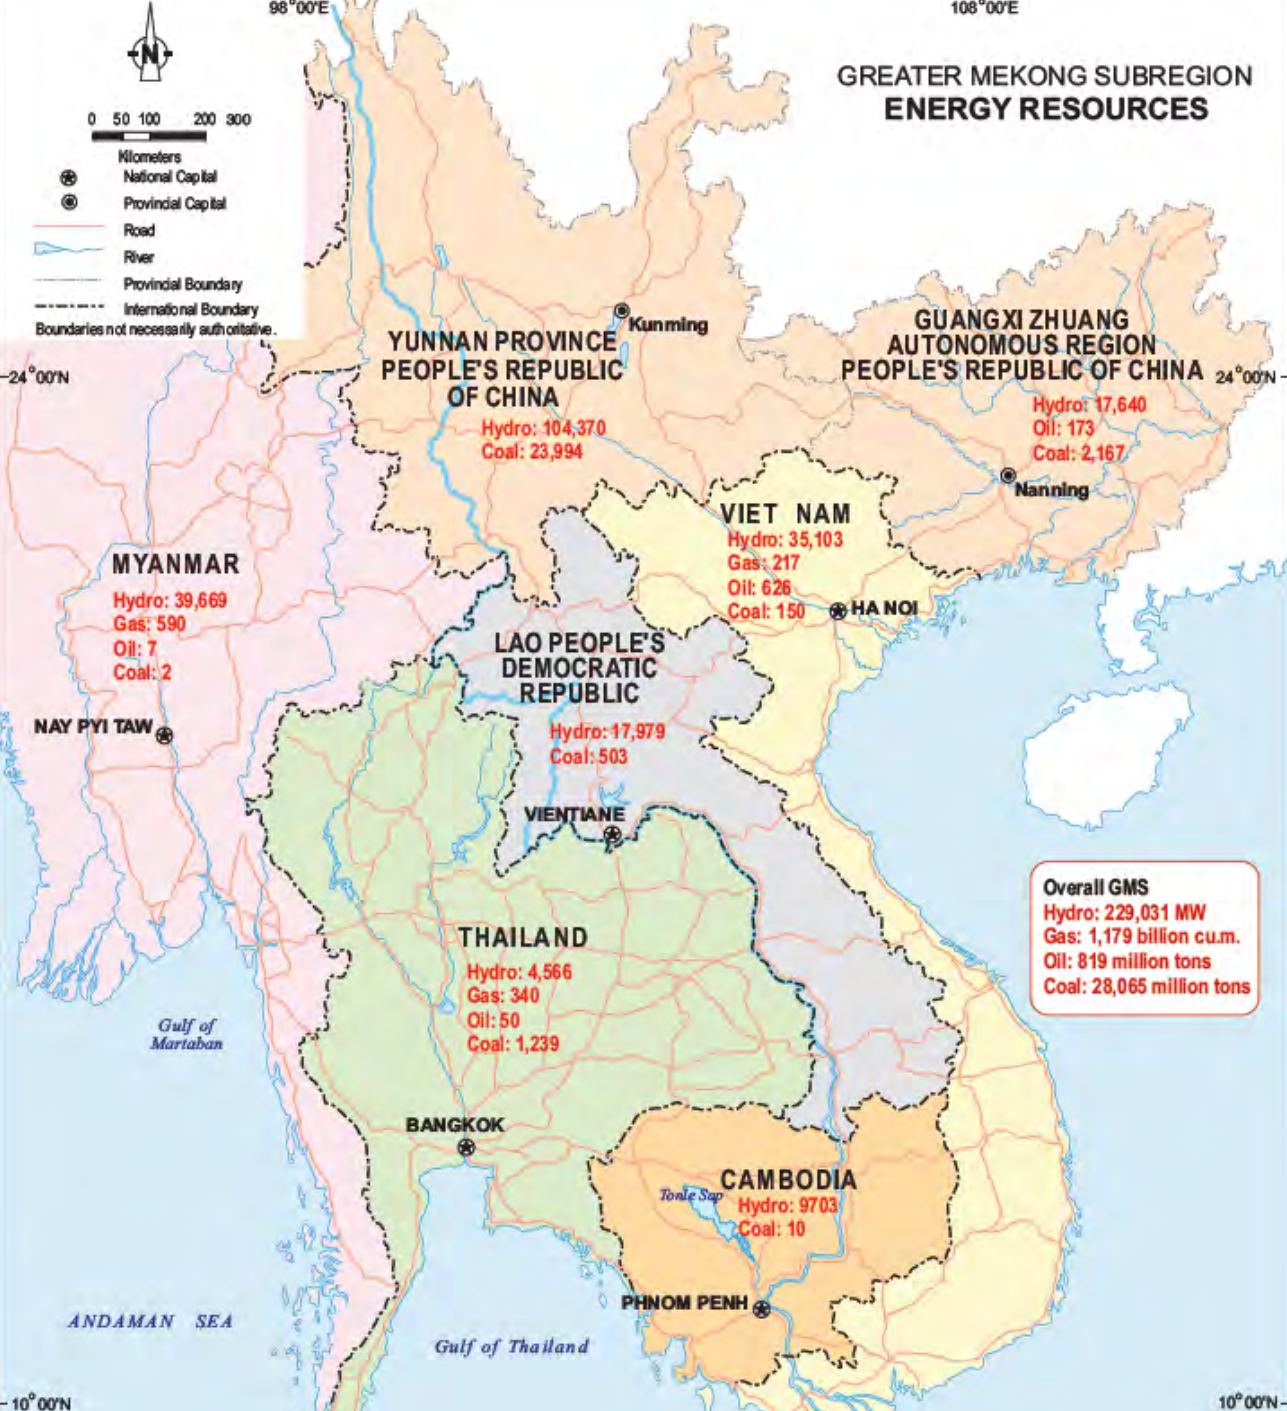 98°00'E
108°00'E
N
GREATER MEKONG SUBREGION
ENERGY RESOURCES
0 50 100 200 300
Kilometers
National Capital
Provincial Capital
Road
River
Provincial Boundary
International Boundary
Boundaries not necessarily authoritative.
Kunming
YUNNAN PROVINCE
PEOPLE'S REPUBLIC
OF CHINA
Hydro: 104,370
Coal: 23,994
GUANGXI ZHUANG
AUTONOMOUS REGION
PEOPLE'S REPUBLIC OF CHINA
24°00'N
24°00'N
Hydro: 17,640
Oil: 173
Coal: 2,167
Nanning
VIET NAM
Hydro: 35,103
Gas: 217
Oil: 626
Coal: 150
HA NOI
MYANMAR
Hydro: 39,669
Gas: 590
Oil: 7
Coal: 2
NAY PYI TAW
LAO PEOPLE'S
DEMOCRATIC
REPUBLIC
Hydro: 17,979
Coal: 503
VIENTIANE
Overall GMS
Hydro: 229,031 MW
Gas: 1,179 billion cu.m.
Oil: 819 million tons
Coal: 28,065 million tons
THAILAND
Hydro: 4,566
Gas: 340
Oil: 50
Coal: 1,239
Gulf of
Martaban
BANGKOK
CAMBODIA
Tonle Sap
Hydro: 9703
Coal: 10
PHNOM PENH
ANDAMAN SEA
Gulf of Thailand
10°00'N
10°00'N